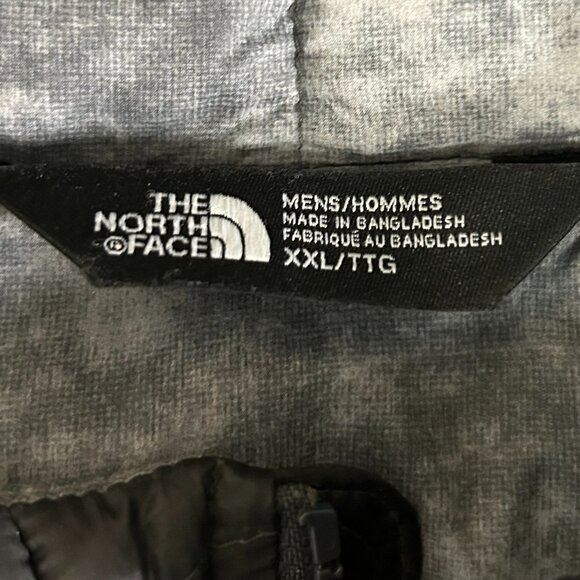 THE
NORTH
FACE
MENS/HOMMES
MADE IN BANGLADESH
FABRIQUÉ AU BANGLADESH
XXL/TTG